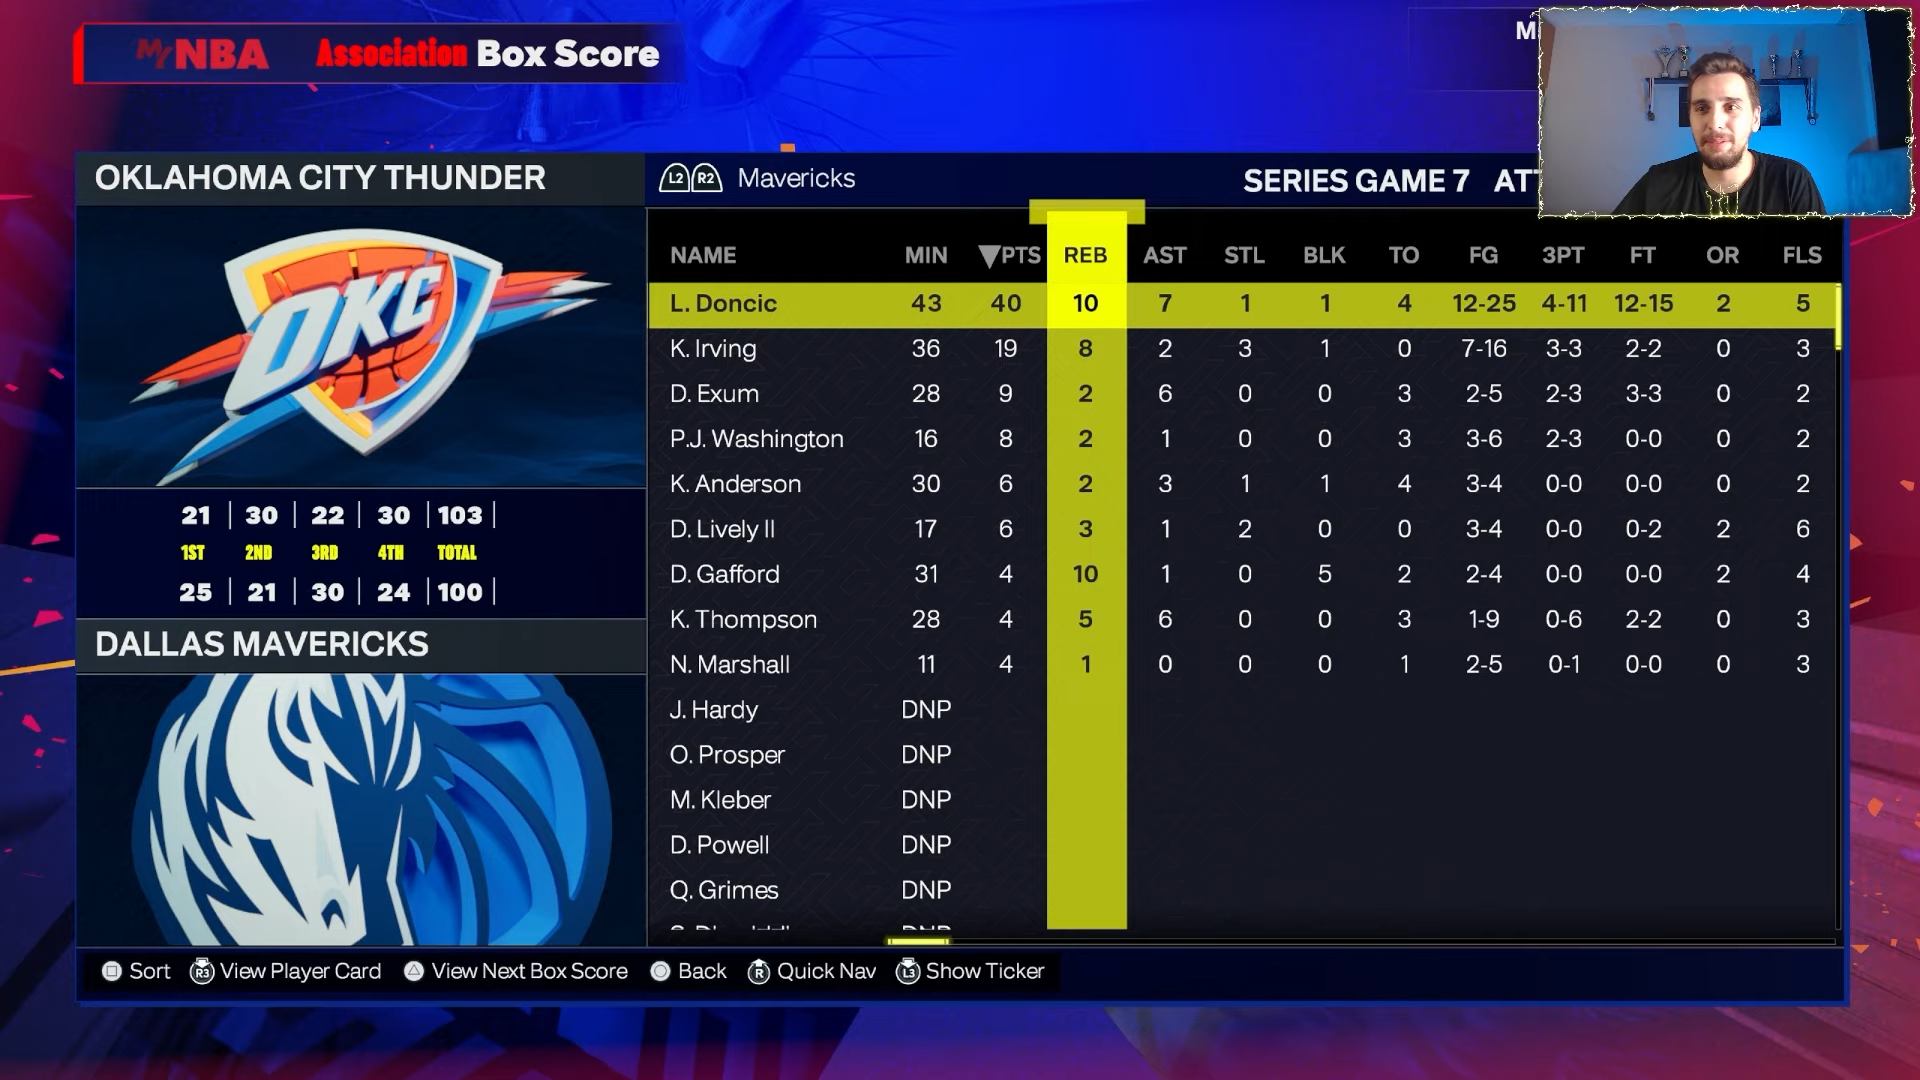 MyNBA Association Box Score
OKLAHOMA CITY THUNDER
OKC
21 | 30 | 22 | 30 | 103 |
1ST 2ND 3RD 4TH TOTAL
25 | 21 | 30 | 24 | 100 |
DALLAS MAVERICKS
M
L2 R2 Mavericks SERIES GAME 7 ATT
NAME MIN ▼PTS REB AST STL BLK TO FG 3PT FT OR FLS
L. Doncic 43 40 10 7 1 1 4 12-25 4-11 12-15 2 5
K. Irving 36 19 8 2 3 1 0 7-16 3-3 2-2 0 3
D. Exum 28 9 2 6 0 0 3 2-5 2-3 3-3 0 2
P.J. Washington 16 8 2 1 0 0 3 3-6 2-3 0-0 0 2
K. Anderson 30 6 2 3 1 1 4 3-4 0-0 0-0 0 2
D. Lively II 17 6 3 1 2 0 0 3-4 0-0 0-2 2 6
D. Gafford 31 4 10 1 0 5 2 2-4 0-0 0-0 2 4
K. Thompson 28 4 5 6 0 0 3 1-9 0-6 2-2 0 3
N. Marshall 11 4 1 0 0 0 1 2-5 0-1 0-0 0 3
J. Hardy DNP
O. Prosper DNP
M. Kleber DNP
D. Powell DNP
Q. Grimes DNP
Sort R3 View Player Card View Next Box Score Back R Quick Nav L3 Show Ticker